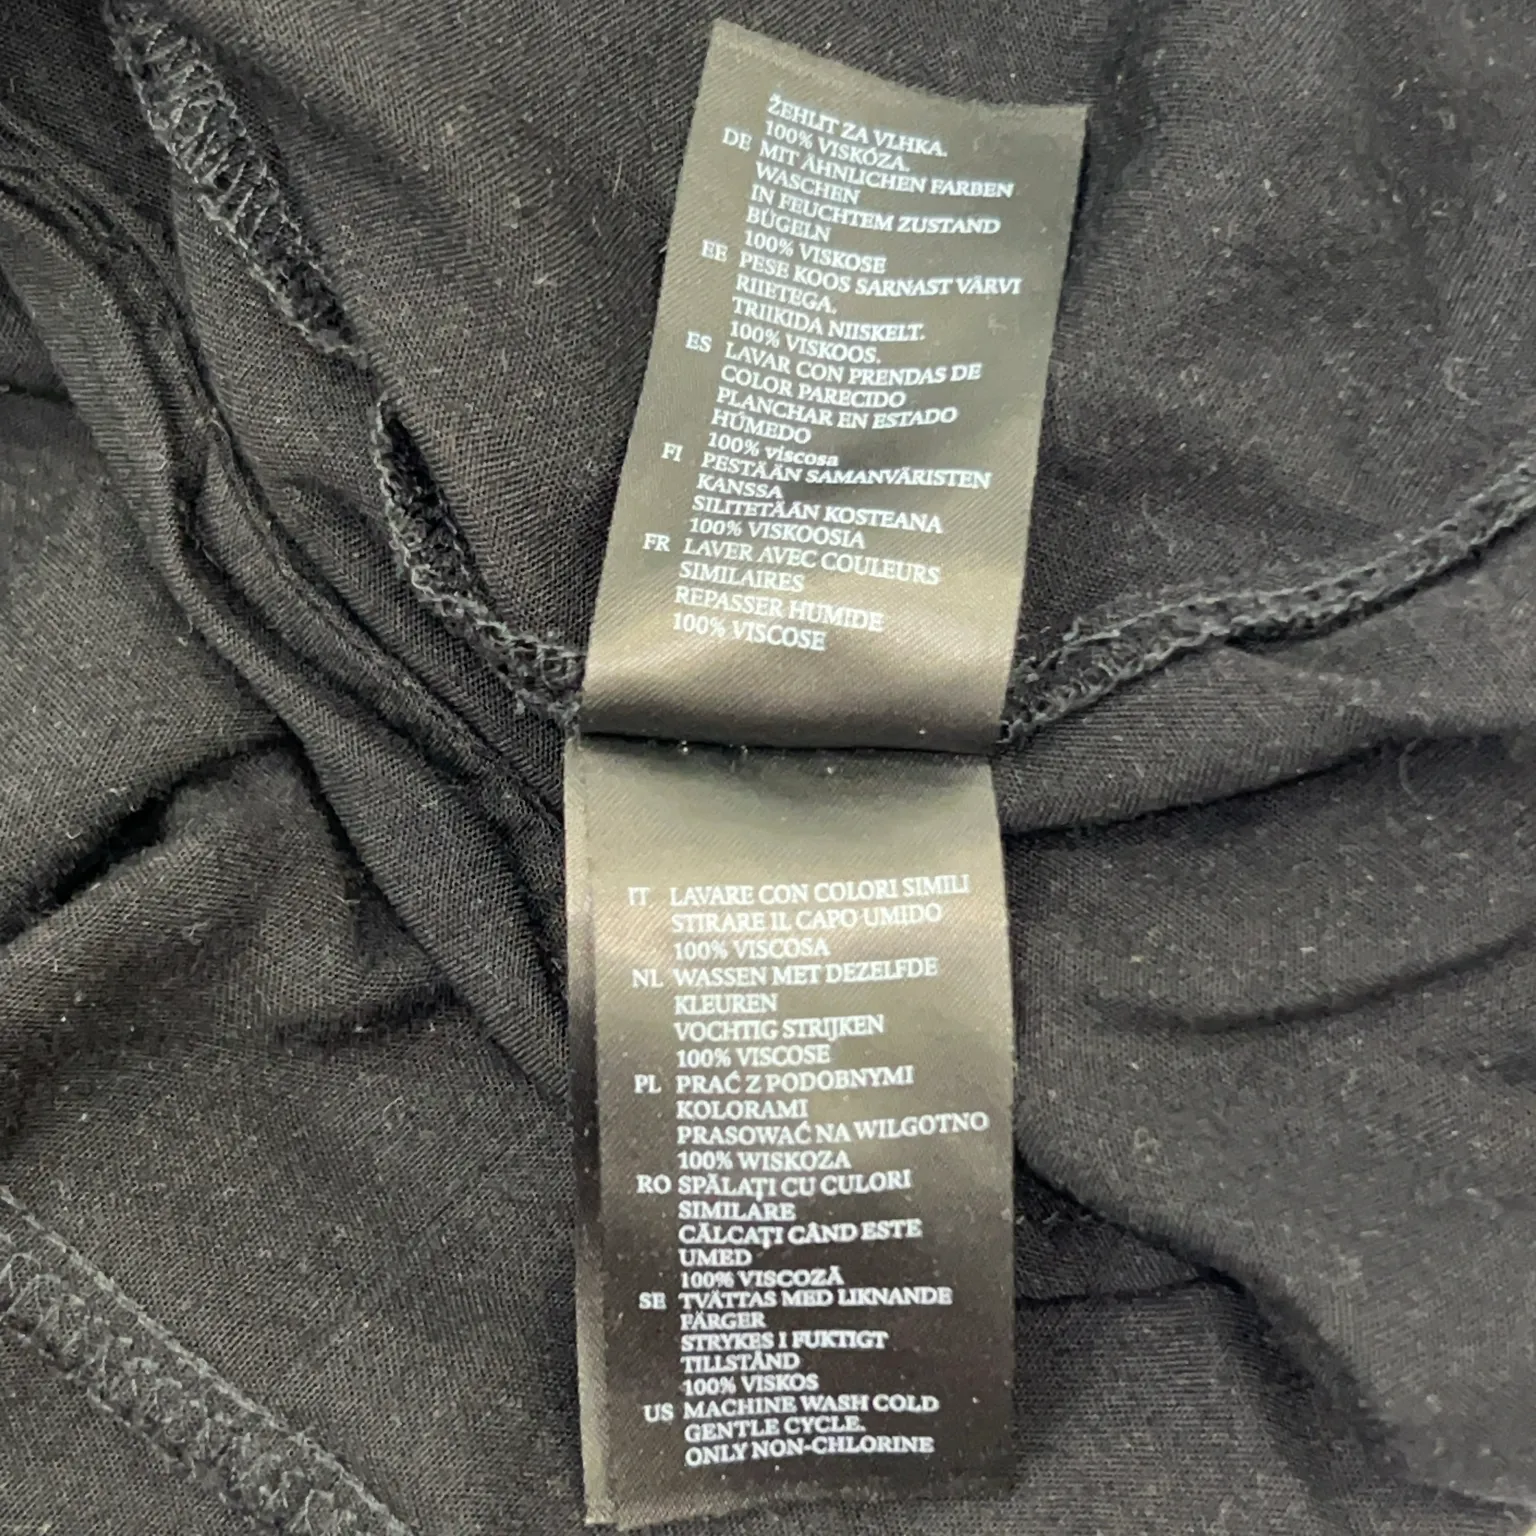 ŽEHLIT ZA VLHKA.
100% VISKÓZA.
DE MIT ÄHNLICHEN FARBEN
WASCHEN
IN FEUCHTEM ZUSTAND
BÜGELN
100% VISKOSE
EE PESE KOOS SARNAST VÄRVI
RIIETEGA.
TRIIKIDA NIISKELT.
100% VISKOOS.
ES LAVAR CON PRENDAS DE
COLOR PARECIDO
PLANCHAR EN ESTADO
HÚMEDO
100% viscosa
FI PESTÄÄN SAMANVÄRISTEN
KANSSA
SILITETÄÄN KOSTEANA
100% VISKOOSIA
FR LAVER AVEC COULEURS
SIMILAIRES
REPASSER HUMIDE
100% VISCOSE
IT LAVARE CON COLORI SIMILI
STIRARE IL CAPO UMIDO
100% VISCOSA
NL WASSEN MET DEZELFDE
KLEUREN
VOCHTIG STRIJKEN
100% VISCOSE
PL PRAĆ Z PODOBNYMI
KOLORAMI
PRASOWAĆ NA WILGOTNO
100% WISKOZA
RO SPĂLAȚI CU CULORI
SIMILARE
CĂLCAȚI CÂND ESTE
UMED
100% VISCOZĂ
SE TVÄTTAS MED LIKNANDE
FÄRGER
STRYKES I FUKTIGT
TILLSTÅND
100% VISKOS
US MACHINE WASH COLD
GENTLE CYCLE.
ONLY NON-CHLORINE